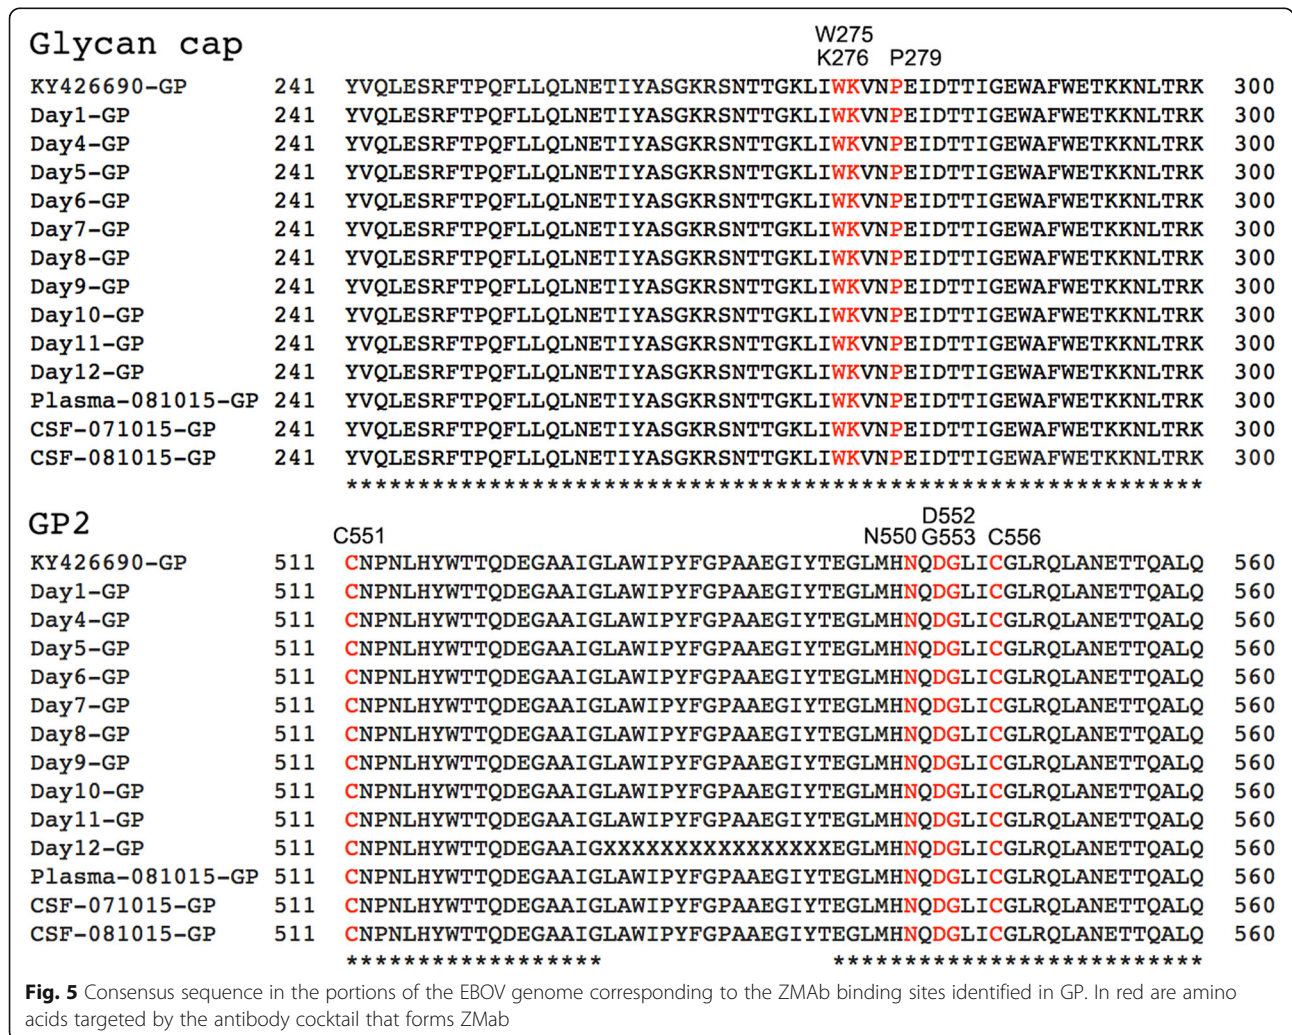 Glycan cap
W275
K276 P279
KY426690-GP 241 YVQLESRFTPQFLLQLNETIYASGKRSNTTGKLIWKVNPEIDTTIGEWAFWETKKNLTRK 300
Day1-GP 241 YVQLESRFTPQFLLQLNETIYASGKRSNTTGKLIWKVNPEIDTTIGEWAFWETKKNLTRK 300
Day4-GP 241 YVQLESRFTPQFLLQLNETIYASGKRSNTTGKLIWKVNPEIDTTIGEWAFWETKKNLTRK 300
Day5-GP 241 YVQLESRFTPQFLLQLNETIYASGKRSNTTGKLIWKVNPEIDTTIGEWAFWETKKNLTRK 300
Day6-GP 241 YVQLESRFTPQFLLQLNETIYASGKRSNTTGKLIWKVNPEIDTTIGEWAFWETKKNLTRK 300
Day7-GP 241 YVQLESRFTPQFLLQLNETIYASGKRSNTTGKLIWKVNPEIDTTIGEWAFWETKKNLTRK 300
Day8-GP 241 YVQLESRFTPQFLLQLNETIYASGKRSNTTGKLIWKVNPEIDTTIGEWAFWETKKNLTRK 300
Day9-GP 241 YVQLESRFTPQFLLQLNETIYASGKRSNTTGKLIWKVNPEIDTTIGEWAFWETKKNLTRK 300
Day10-GP 241 YVQLESRFTPQFLLQLNETIYASGKRSNTTGKLIWKVNPEIDTTIGEWAFWETKKNLTRK 300
Day11-GP 241 YVQLESRFTPQFLLQLNETIYASGKRSNTTGKLIWKVNPEIDTTIGEWAFWETKKNLTRK 300
Day12-GP 241 YVQLESRFTPQFLLQLNETIYASGKRSNTTGKLIWKVNPEIDTTIGEWAFWETKKNLTRK 300
Plasma-081015-GP 241 YVQLESRFTPQFLLQLNETIYASGKRSNTTGKLIWKVNPEIDTTIGEWAFWETKKNLTRK 300
CSF-071015-GP 241 YVQLESRFTPQFLLQLNETIYASGKRSNTTGKLIWKVNPEIDTTIGEWAFWETKKNLTRK 300
CSF-081015-GP 241 YVQLESRFTPQFLLQLNETIYASGKRSNTTGKLIWKVNPEIDTTIGEWAFWETKKNLTRK 300
************************************************************
GP2
D552
C551 N550 G553 C556
KY426690-GP 511 CNPNLHYWTTQDEGAAIGLAWIPYFGPAAEGIYTEGLMHNQDGLICGLRQLANETTQALQ 560
Day1-GP 511 CNPNLHYWTTQDEGAAIGLAWIPYFGPAAEGIYTEGLMHNQDGLICGLRQLANETTQALQ 560
Day4-GP 511 CNPNLHYWTTQDEGAAIGLAWIPYFGPAAEGIYTEGLMHNQDGLICGLRQLANETTQALQ 560
Day5-GP 511 CNPNLHYWTTQDEGAAIGLAWIPYFGPAAEGIYTEGLMHNQDGLICGLRQLANETTQALQ 560
Day6-GP 511 CNPNLHYWTTQDEGAAIGLAWIPYFGPAAEGIYTEGLMHNQDGLICGLRQLANETTQALQ 560
Day7-GP 511 CNPNLHYWTTQDEGAAIGLAWIPYFGPAAEGIYTEGLMHNQDGLICGLRQLANETTQALQ 560
Day8-GP 511 CNPNLHYWTTQDEGAAIGLAWIPYFGPAAEGIYTEGLMHNQDGLICGLRQLANETTQALQ 560
Day9-GP 511 CNPNLHYWTTQDEGAAIGLAWIPYFGPAAEGIYTEGLMHNQDGLICGLRQLANETTQALQ 560
Day10-GP 511 CNPNLHYWTTQDEGAAIGLAWIPYFGPAAEGIYTEGLMHNQDGLICGLRQLANETTQALQ 560
Day11-GP 511 CNPNLHYWTTQDEGAAIGLAWIPYFGPAAEGIYTEGLMHNQDGLICGLRQLANETTQALQ 560
Day12-GP 511 CNPNLHYWTTQDEGAAIGXXXXXXXXXXXXXXXXEGLMHNQDGLICGLRQLANETTQALQ 560
Plasma-081015-GP 511 CNPNLHYWTTQDEGAAIGLAWIPYFGPAAEGIYTEGLMHNQDGLICGLRQLANETTQALQ 560
CSF-071015-GP 511 CNPNLHYWTTQDEGAAIGLAWIPYFGPAAEGIYTEGLMHNQDGLICGLRQLANETTQALQ 560
CSF-081015-GP 511 CNPNLHYWTTQDEGAAIGLAWIPYFGPAAEGIYTEGLMHNQDGLICGLRQLANETTQALQ 560
******************                **************************
Fig. 5 Consensus sequence in the portions of the EBOV genome corresponding to the ZMAb binding sites identified in GP. In red are amino
acids targeted by the antibody cocktail that forms ZMab